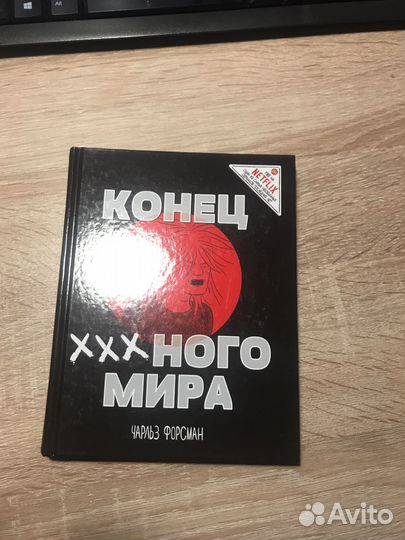 NETFLIX
КОНЕЦ
XXXНОГО
МИРА
ЧАРЛЬЗ ФОРСМАН
Avito